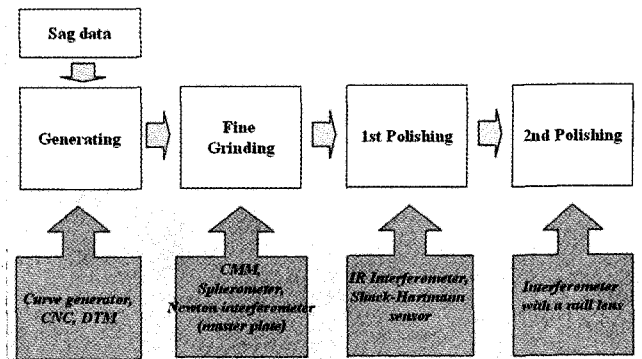 Sag data
Generating
Fine
Grinding
1st Polishing
2nd Polishing
Curve generator,
CNC, DTM
CMM,
Spherometer,
Newton interferometer
(master plate)
IR Interferometer,
Shack-Hartmann
sensor
Interferometer
with a null lens